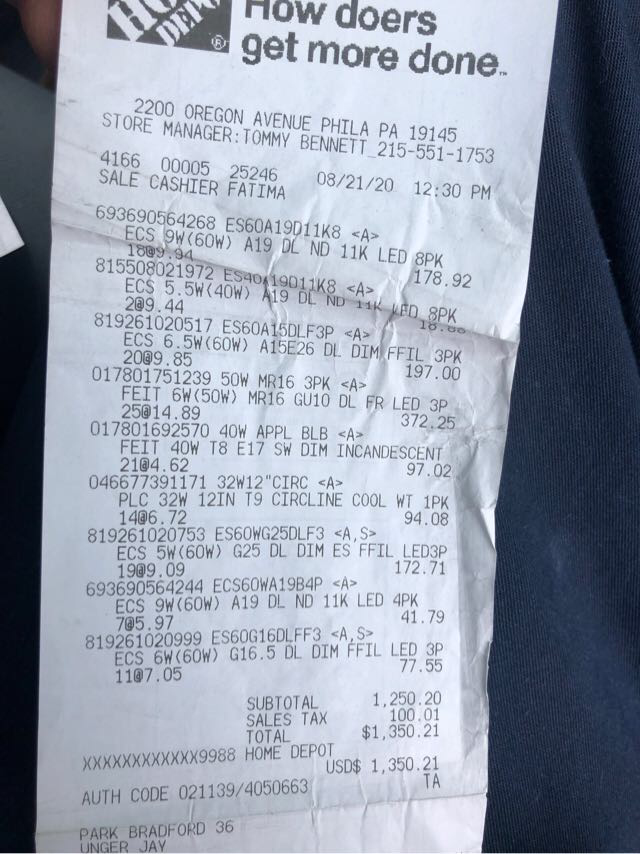 How doers
get more done™
2200 OREGON AVENUE PHILA PA 19145
STORE MANAGER:TOMMY BENNETT 215-551-1753
4166 00005 25246 08/21/20 12:30 PM
SALE CASHIER FATIMA
693690564268 ES60A19D11K8 <A>
ECS 9W(60W) A19 DL ND 11K LED 8PK
18@9.94 178.92
815508021972 ES40A19D11K8 <A>
ECS 5.5W(40W) A19 DL ND 11K LED 8PK
2@9.44 18.88
819261020517 ES60A15DLF3P <A>
ECS 6.5W(60W) A15E26 DL DIM FFIL 3PK
20@9.85 197.00
017801751239 50W MR16 3PK <A>
FEIT 6W(50W) MR16 GU10 DL FR LED 3P
25@14.89 372.25
017801692570 40W APPL BLB <A>
FEIT 40W T8 E17 SW DIM INCANDESCENT
21@4.62 97.02
046677391171 32W12"CIRC <A>
PLC 32W 12IN T9 CIRCLINE COOL WT 1PK
14@6.72 94.08
819261020753 ES60WG25DLF3 <A,S>
ECS 5W(60W) G25 DL DIM ES FFIL LED3P
19@9.09 172.71
693690564244 ECS60WA19B4P <A>
ECS 9W(60W) A19 DL ND 11K LED 4PK
7@5.97 41.79
819261020999 ES60G16DLFF3 <A,S>
ECS 6W(60W) G16.5 DL DIM FFIL LED 3P
11@7.05 77.55
SUBTOTAL 1,250.20
SALES TAX 100.01
TOTAL $1,350.21
XXXXXXXXXXXX9988 HOME DEPOT
USD$ 1,350.21
AUTH CODE 021139/4050663 TA
PARK BRADFORD 36
UNGER JAY